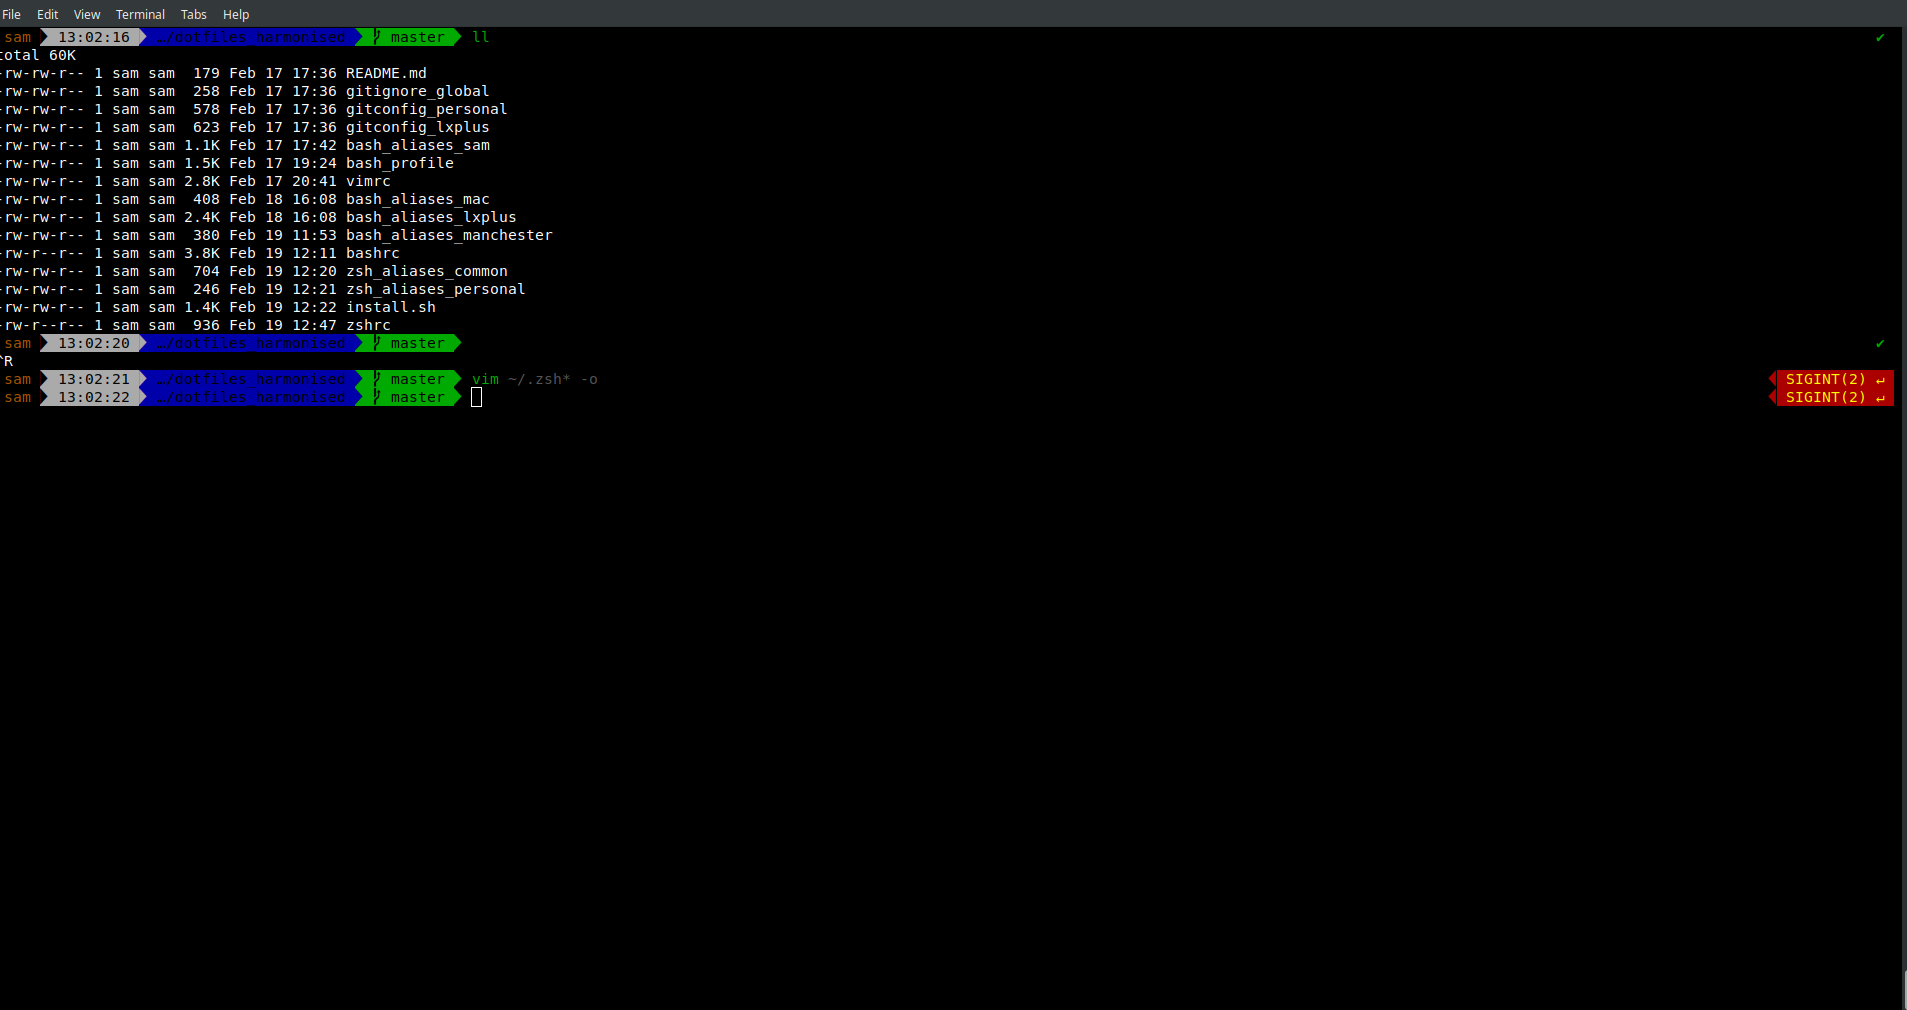 File Edit View Terminal Tabs Help
sam 13:02:16 …/dotfiles_harmonised master ll ✔
total 60K
-rw-rw-r-- 1 sam sam 179 Feb 17 17:36 README.md
-rw-rw-r-- 1 sam sam 258 Feb 17 17:36 gitignore_global
-rw-rw-r-- 1 sam sam 578 Feb 17 17:36 gitconfig_personal
-rw-rw-r-- 1 sam sam 623 Feb 17 17:36 gitconfig_lxplus
-rw-rw-r-- 1 sam sam 1.1K Feb 17 17:42 bash_aliases_sam
-rw-rw-r-- 1 sam sam 1.5K Feb 17 19:24 bash_profile
-rw-rw-r-- 1 sam sam 2.8K Feb 17 20:41 vimrc
-rw-rw-r-- 1 sam sam 408 Feb 18 16:08 bash_aliases_mac
-rw-rw-r-- 1 sam sam 2.4K Feb 18 16:08 bash_aliases_lxplus
-rw-rw-r-- 1 sam sam 380 Feb 19 11:53 bash_aliases_manchester
-rw-r--r-- 1 sam sam 3.8K Feb 19 12:11 bashrc
-rw-rw-r-- 1 sam sam 704 Feb 19 12:20 zsh_aliases_common
-rw-rw-r-- 1 sam sam 246 Feb 19 12:21 zsh_aliases_personal
-rw-rw-r-- 1 sam sam 1.4K Feb 19 12:22 install.sh
-rw-r--r-- 1 sam sam 936 Feb 19 12:47 zshrc
sam 13:02:20 …/dotfiles_harmonised master ✔
^R
sam 13:02:21 …/dotfiles_harmonised master vim ~/.zsh* -o SIGINT(2) ↵
sam 13:02:22 …/dotfiles_harmonised master SIGINT(2) ↵